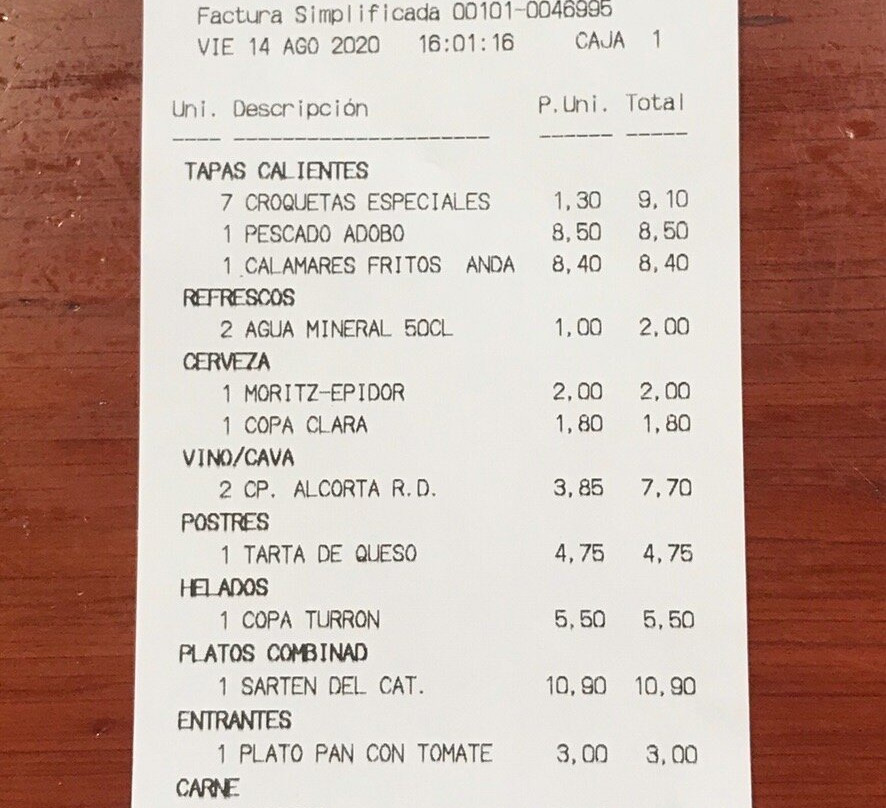 Factura Simplificada 00101-0046995
VIE 14 AGO 2020 16:01:16 CAJA 1
Uni. Descripción P.Uni. Total
---- --------------------- ------ -----
TAPAS CALIENTES
7 CROQUETAS ESPECIALES 1,30 9,10
1 PESCADO ADOBO 8,50 8,50
1 CALAMARES FRITOS ANDA 8,40 8,40
REFRESCOS
2 AGUA MINERAL 50CL 1,00 2,00
CERVEZA
1 MORITZ-EPIDOR 2,00 2,00
1 COPA CLARA 1,80 1,80
VINO/CAVA
2 CP. ALCORTA R.D. 3,85 7,70
POSTRES
1 TARTA DE QUESO 4,75 4,75
HELADOS
1 COPA TURRON 5,50 5,50
PLATOS COMBINAD
1 SARTEN DEL CAT. 10,90 10,90
ENTRANTES
1 PLATO PAN CON TOMATE 3,00 3,00
CARNE